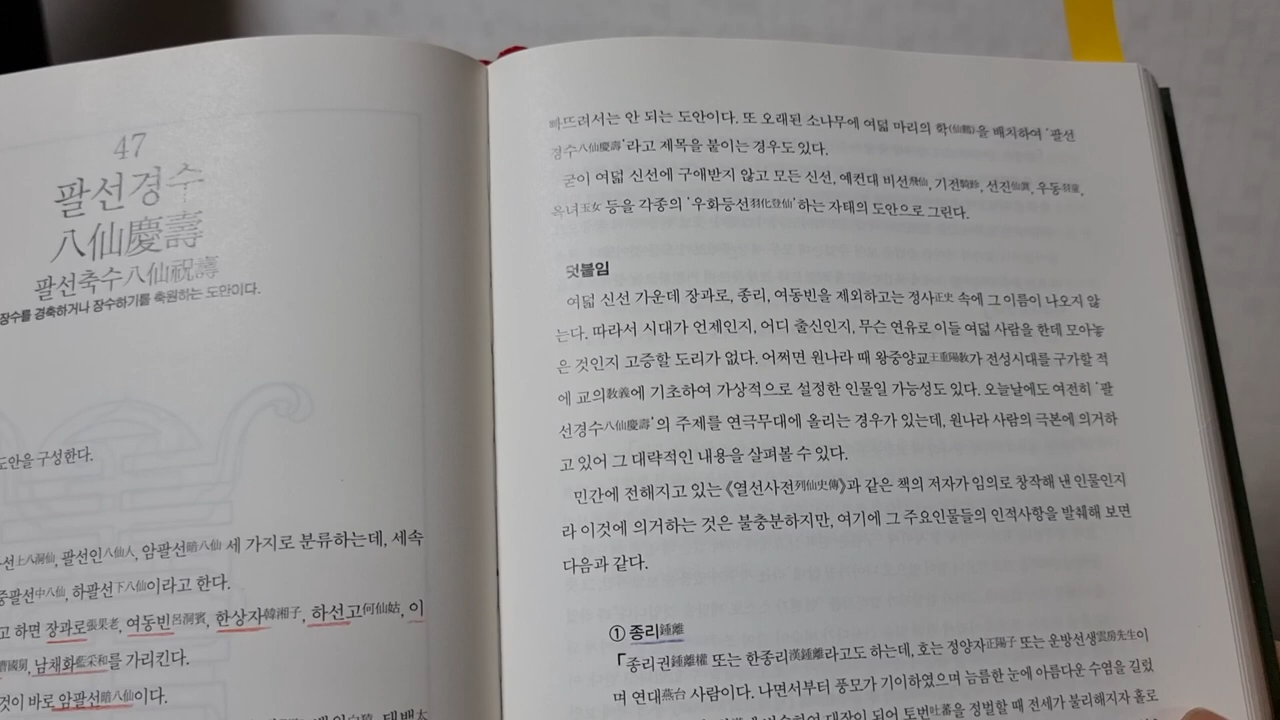 47
팔선경수
八仙慶壽
팔선축수八仙祝壽
장수를 경축하거나 장수하기를 축원하는 도안이다.
도안을 구성한다.
선上八洞仙, 팔선인八仙人, 암팔선暗八仙 세 가지로 분류하는데, 세속
중팔선中八仙, 하팔선下八仙이라고 한다.
고 하면 장과로張果老, 여동빈呂洞賓, 한상자韓湘子, 하선고何仙姑, 이
國舅, 남채화藍采和를 가리킨다.
것이 바로 암팔선暗八仙이다.
빠뜨려서는 안 되는 도안이다. 또 오래된 소나무에 여덟 마리의 학(仙鶴)을 배치하여 '팔선
경수八仙慶壽'라고 제목을 붙이는 경우도 있다.
굳이 여덟 신선에 구애받지 않고 모든 신선, 예컨대 비선飛仙, 기전, 선진, 우동羽童,
옥녀玉女 등을 각종의 '우화등선羽化登仙'하는 자태의 도안으로 그린다.
덧붙임
여덟 신선 가운데 장과로, 종리, 여동빈을 제외하고는 정사正史 속에 그 이름이 나오지 않
는다. 따라서 시대가 언제인지, 어디 출신인지, 무슨 연유로 이들 여덟 사람을 한데 모아놓
은 것인지 고증할 도리가 없다. 어쩌면 원나라 때 왕중양교王重陽敎가 전성시대를 구가할 적
에 교의敎義에 기초하여 가상적으로 설정한 인물일 가능성도 있다. 오늘날에도 여전히 '팔
선경수八仙慶壽'의 주제를 연극무대에 올리는 경우가 있는데, 원나라 사람의 극본에 의거하
고 있어 그 대략적인 내용을 살펴볼 수 있다.
민간에 전해지고 있는 《열선사전列仙史傳》과 같은 책의 저자가 임의로 창작해 낸 인물인지
라 이것에 의거하는 것은 불충분하지만, 여기에 그 주요인물들의 인적사항을 발췌해 보면
다음과 같다.
① 종리鍾離
「종리권鍾離權 또는 한종리漢鍾離라고도 하는데, 호는 정양자正陽子 또는 운방선생雲房先生이
며 연대燕台 사람이다. 나면서부터 풍모가 기이하였으며 늠름한 눈에 아름다운 수염을 길렀
대장이 되어 토번吐蕃을 정벌할 때 전세가 불리해지자 홀로